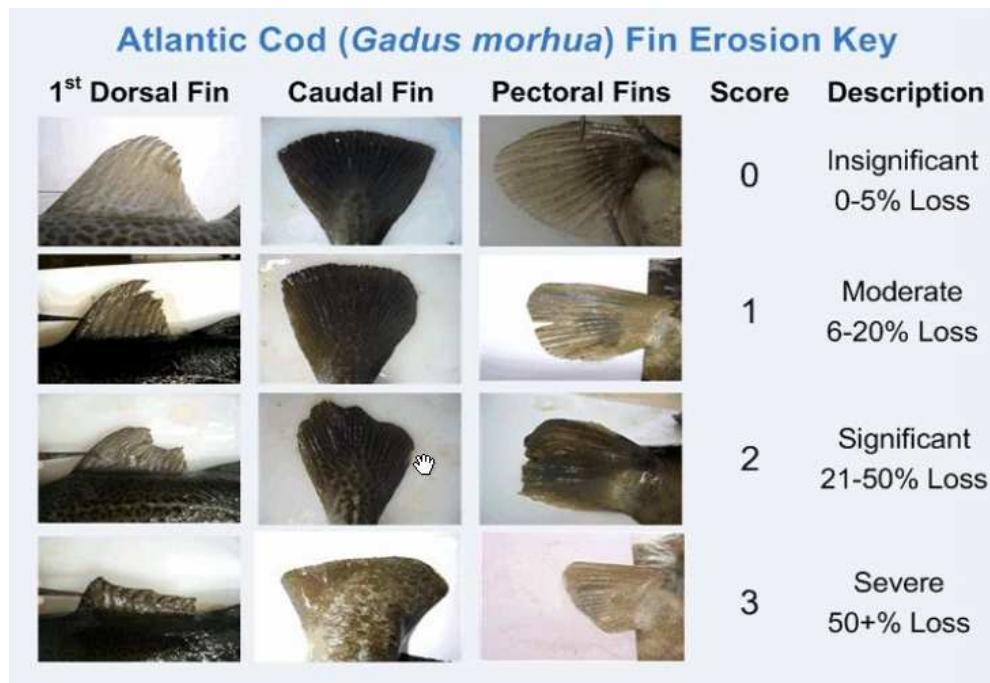 Atlantic Cod (Gadus morhua) Fin Erosion Key
1st Dorsal Fin Caudal Fin Pectoral Fins Score Description
0 Insignificant
0-5% Loss
1 Moderate
6-20% Loss
2 Significant
21-50% Loss
3 Severe
50+% Loss